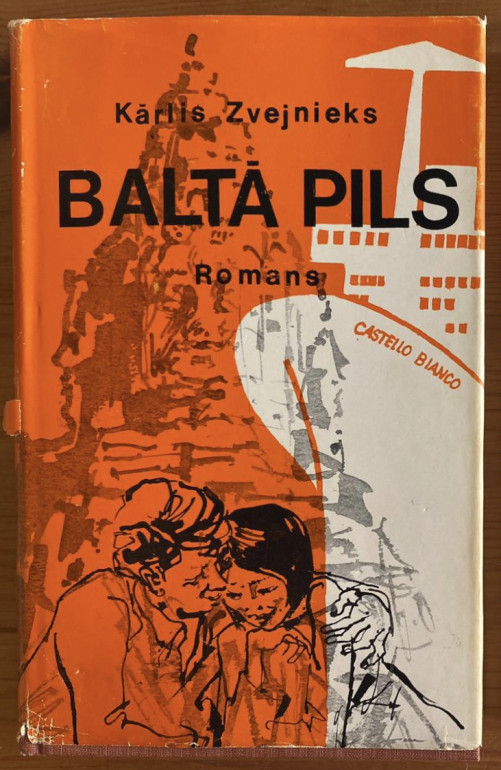 Kārlis Zvejnieks
BALTĀ PILS
Romans
CASTELLO BIANCO